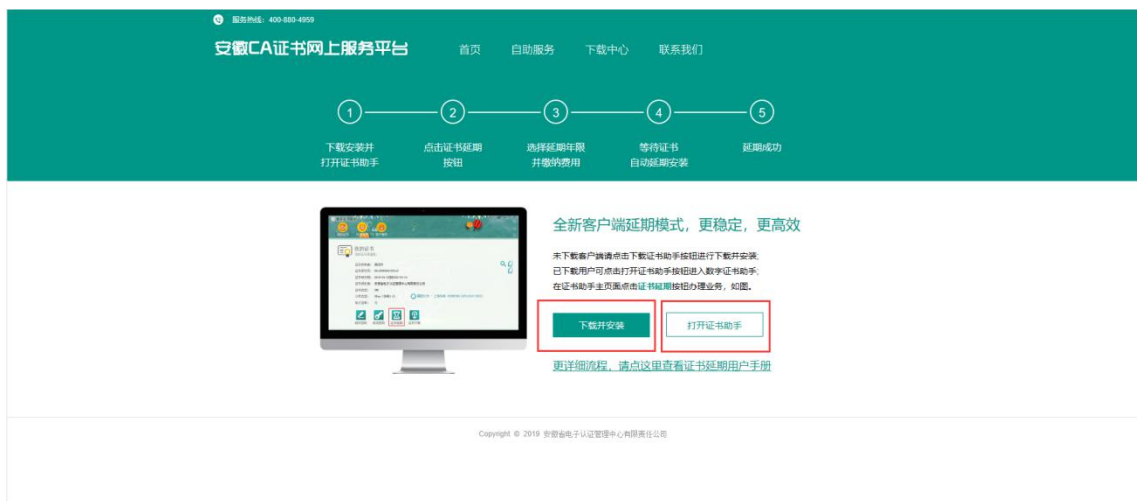 服务热线：400-880-4959
安徽CA证书网上服务平台 首页 自助服务 下载中心 联系我们
1 2 3 4 5
下载安装并 点击证书延期 选择延期年限 等待证书 延期成功
打开证书助手 按钮 并缴纳费用 自动延期安装
全新客户端延期模式，更稳定，更高效
未下载客户端请点击下载证书助手按钮进行下载并安装;
已下载用户可点击打开证书助手按钮进入数字证书助手;
在证书助手主页面点击证书延期按钮办理业务，如图。
下载并安装 打开证书助手
更详细流程，请点这里查看证书延期用户手册
我的证书
Copyright © 2019 安徽省电子认证管理中心有限责任公司